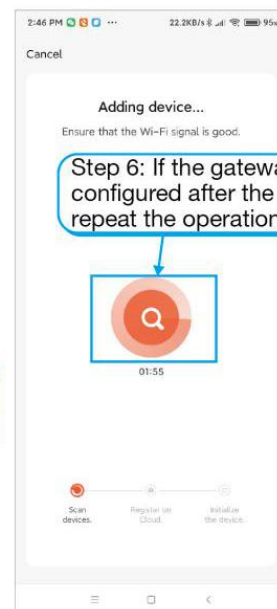 2:46 PM ... 22.2KB/s 95%
Cancel
Adding device...
Ensure that the Wi-Fi signal is good.
Step 6: If the gatewa
configured after the
repeat the operation
01:55
Scan Register on Initialize
devices. Cloud. the device.